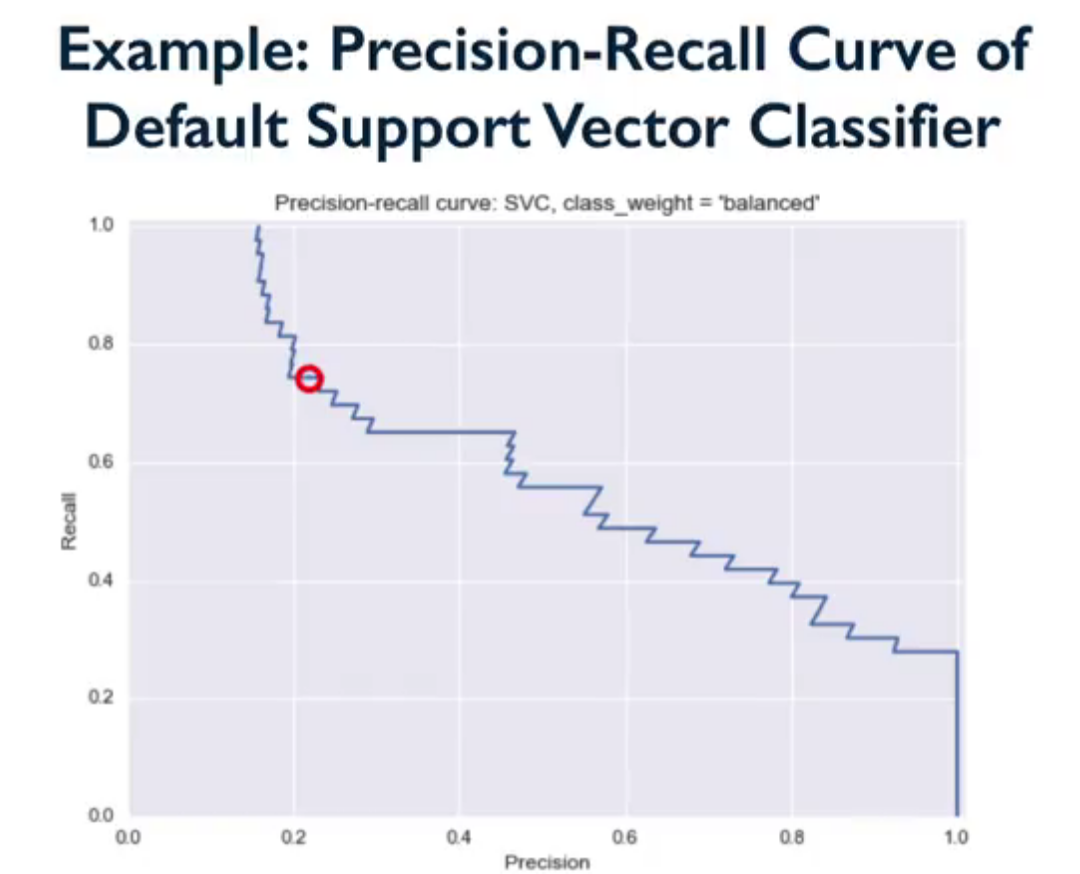 Example: Precision-Recall Curve of
Default Support Vector Classifier
Precision-recall curve: SVC, class_weight = 'balanced'
1.0
0.8
0.6
0.4
0.2
0.0
Recall
0.0 0.2 0.4 0.6 0.8 1.0
Precision